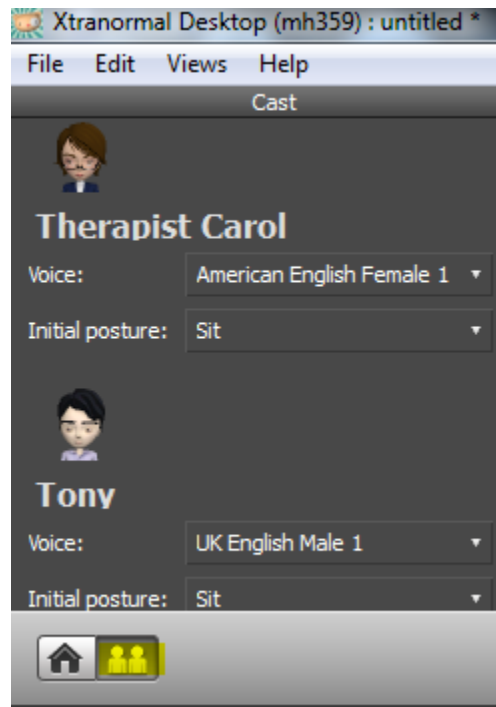 Xtranormal Desktop (mh359) : untitled *
File Edit Views Help
Cast
Therapist Carol
Voice: American English Female 1
Initial posture: Sit
Tony
Voice: UK English Male 1
Initial posture: Sit